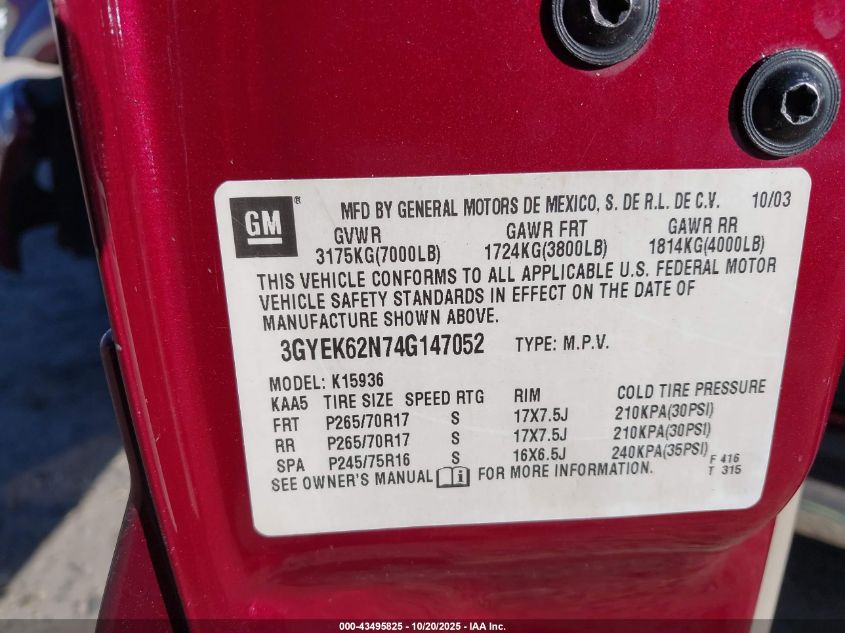 GM® MFD BY GENERAL MOTORS DE MEXICO, S. DE R.L. DE C.V. 10/03
GVWR GAWR FRT GAWR RR
3175KG(7000LB) 1724KG(3800LB) 1814KG(4000LB)
THIS VEHICLE CONFORMS TO ALL APPLICABLE U.S. FEDERAL MOTOR
VEHICLE SAFETY STANDARDS IN EFFECT ON THE DATE OF
MANUFACTURE SHOWN ABOVE.
3GYEK62N74G147052 TYPE: M.P.V.
MODEL: K15936
KAA5 TIRE SIZE SPEED RTG RIM COLD TIRE PRESSURE
FRT P265/70R17 S 17X7.5J 210KPA(30PSI)
RR P265/70R17 S 17X7.5J 210KPA(30PSI)
SPA P245/75R16 S 16X6.5J 240KPA(35PSI) F 416
T 315
SEE OWNER'S MANUAL i FOR MORE INFORMATION.
000-43495825 - 10/20/2025 - IAA Inc.